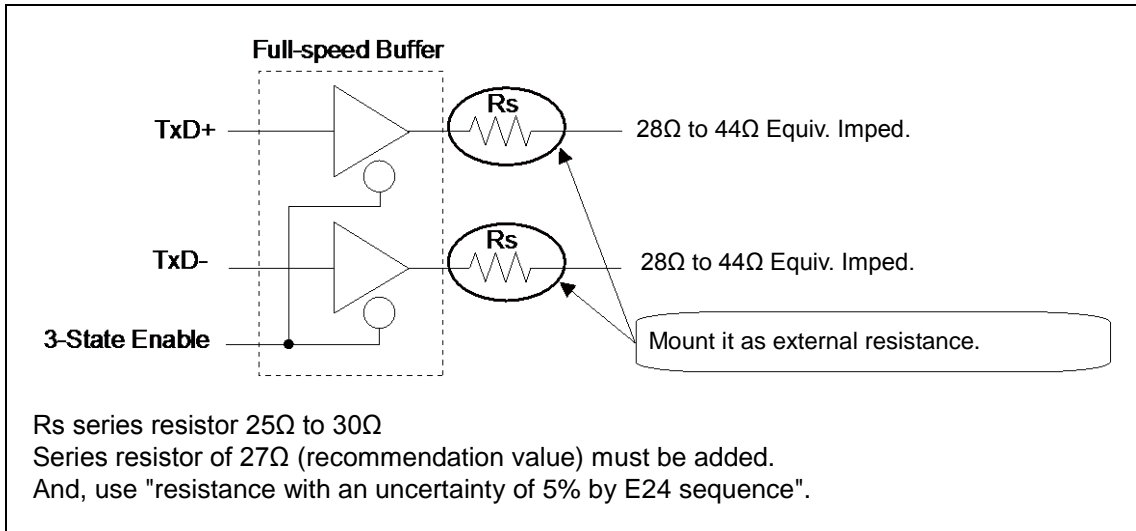 Full-speed Buffer
Rs
TxD+
28Ω to 44Ω Equiv. Imped.
Rs
TxD-
28Ω to 44Ω Equiv. Imped.
3-State Enable
Mount it as external resistance.
Rs series resistor 25Ω to 30Ω
Series resistor of 27Ω (recommendation value) must be added.
And, use "resistance with an uncertainty of 5% by E24 sequence".